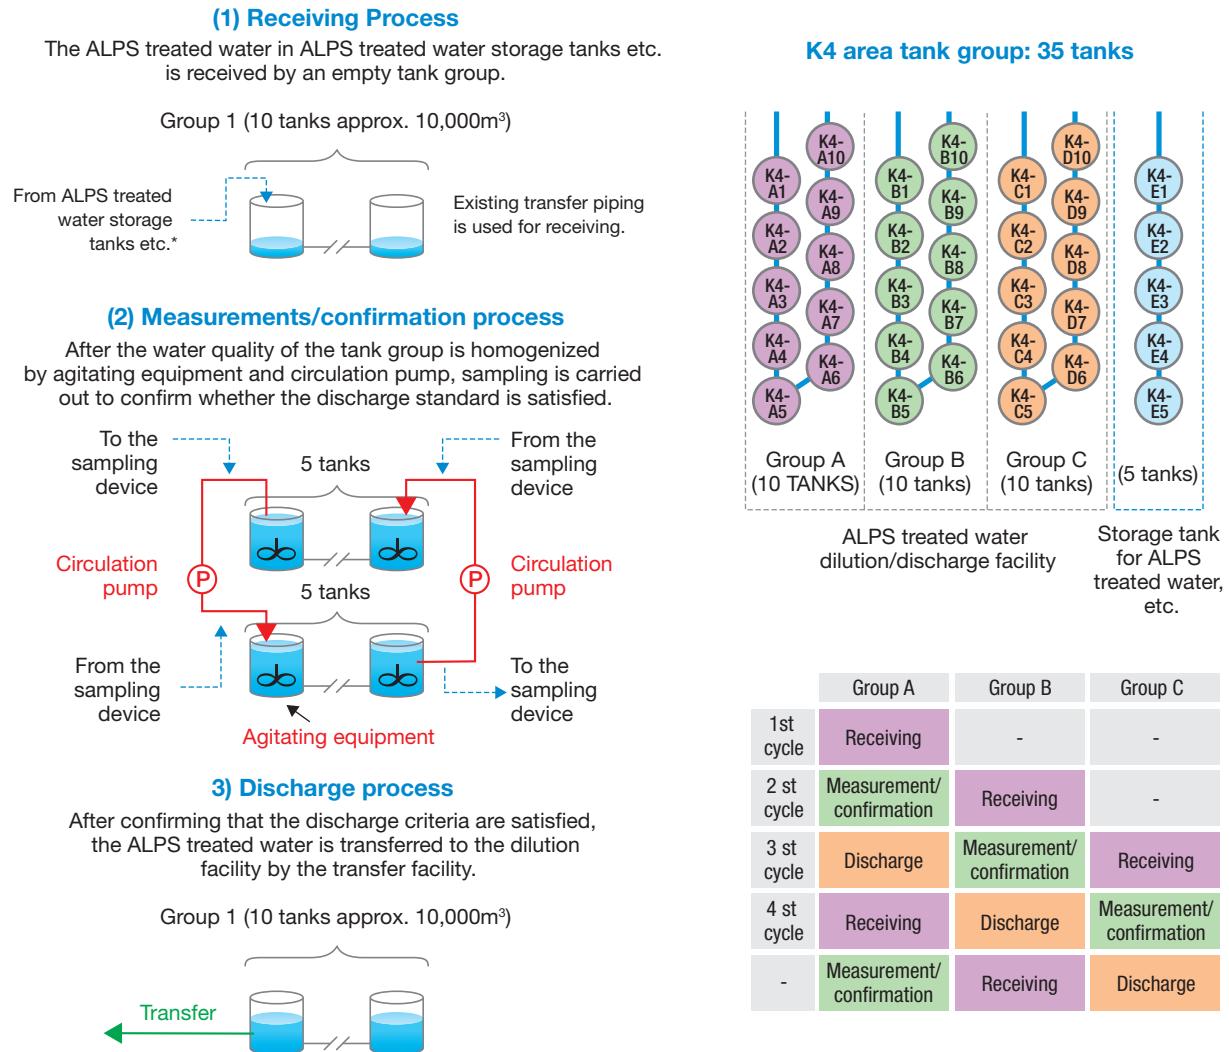 (1) Receiving Process
The ALPS treated water in ALPS treated water storage tanks etc.
is received by an empty tank group.
Group 1 (10 tanks approx. 10,000m³)
From ALPS treated
water storage
tanks etc.*
Existing transfer piping
is used for receiving.
(2) Measurements/confirmation process
After the water quality of the tank group is homogenized
by agitating equipment and circulation pump, sampling is carried
out to confirm whether the discharge standard is satisfied.
To the
sampling
device
5 tanks
From the
sampling
device
Circulation
pump
P
P
Circulation
pump
5 tanks
From the
sampling
device
To the
sampling
device
Agitating equipment
3) Discharge process
After confirming that the discharge criteria are satisfied,
the ALPS treated water is transferred to the dilution
facility by the transfer facility.
Group 1 (10 tanks approx. 10,000m³)
Transfer
K4 area tank group: 35 tanks
K4-
A1
K4-
A2
K4-
A3
K4-
A4
K4-
A5
K4-
A10
K4-
A9
K4-
A8
K4-
A7
K4-
A6
K4-
B1
K4-
B2
K4-
B3
K4-
B4
K4-
B5
K4-
B10
K4-
B9
K4-
B8
K4-
B7
K4-
B6
K4-
C1
K4-
C2
K4-
C3
K4-
C4
K4-
C5
K4-
D10
K4-
D9
K4-
D8
K4-
D7
K4-
D6
K4-
E1
K4-
E2
K4-
E3
K4-
E4
K4-
E5
Group A
(10 TANKS)
Group B
(10 tanks)
Group C
(10 tanks)
(5 tanks)
ALPS treated water
dilution/discharge facility
Storage tank
for ALPS
treated water,
etc.
Group A Group B Group C
1st
cycle
Receiving - -
2 st
cycle
Measurement/
confirmation
Receiving -
3 st
cycle
Discharge
Measurement/
confirmation
Receiving
4 st
cycle
Receiving Discharge
Measurement/
confirmation
-
Measurement/
confirmation
Receiving Discharge